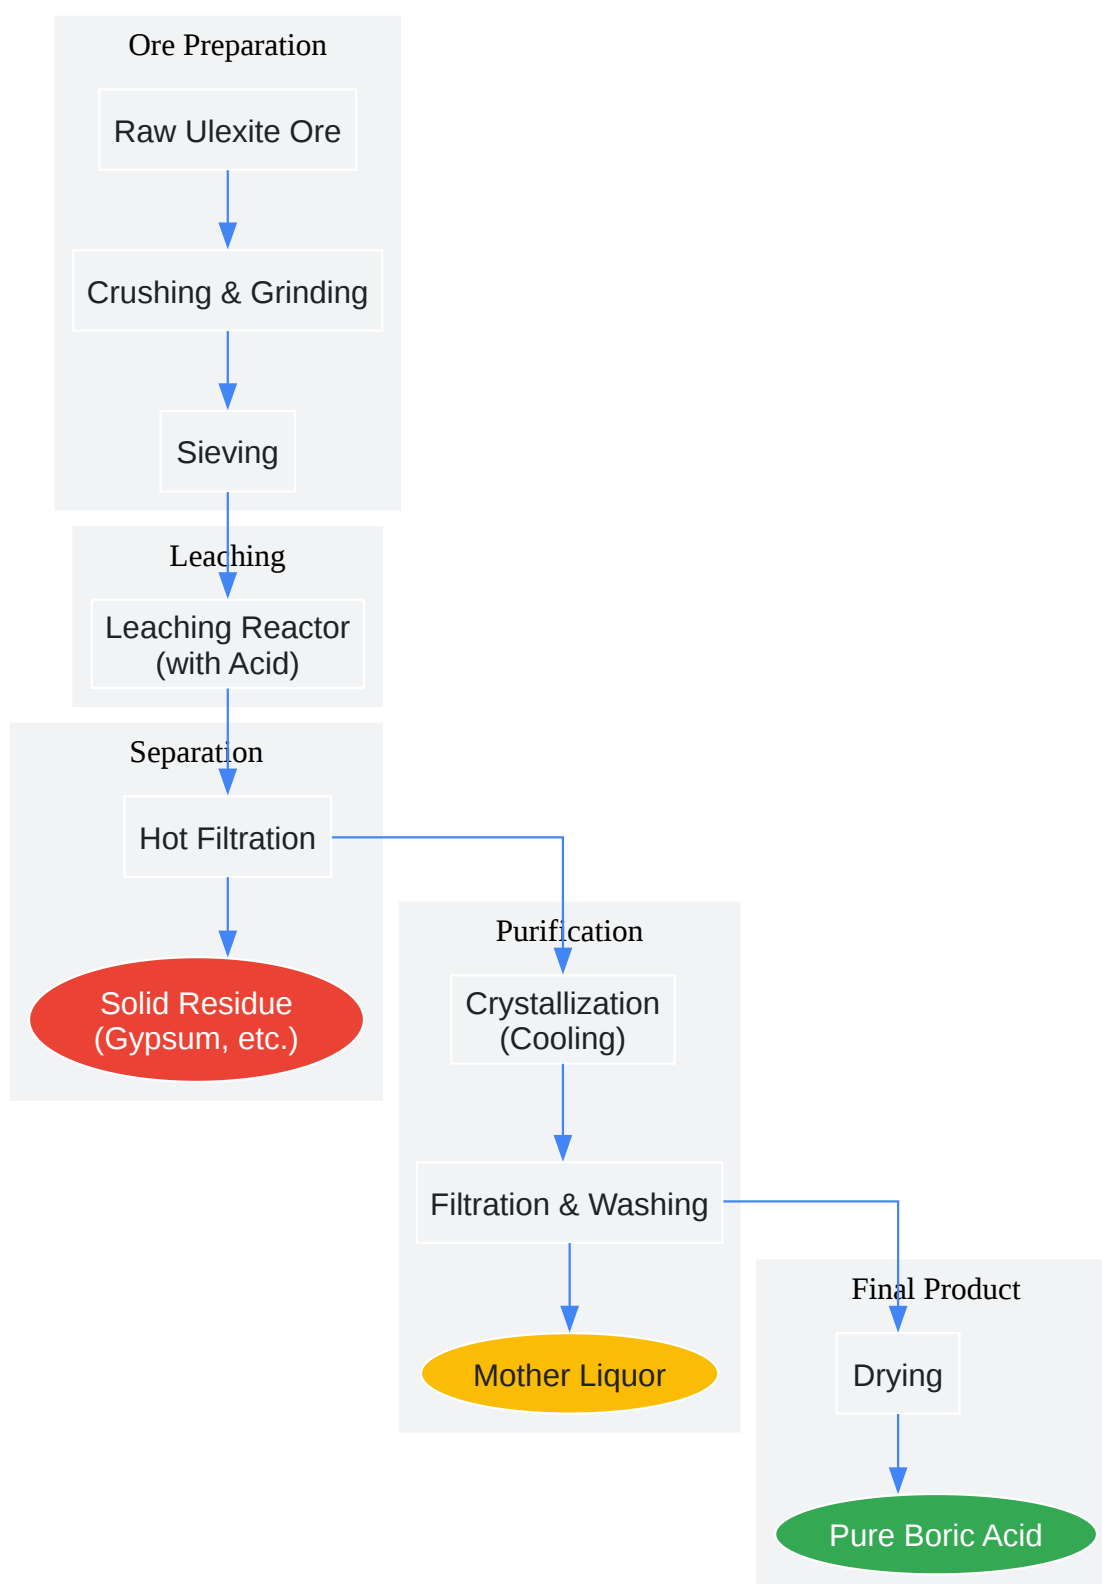 Ore Preparation
Raw Ulexite Ore
Crushing & Grinding
Sieving
Leaching
Leaching Reactor
(with Acid)
Separation
Hot Filtration
Solid Residue
(Gypsum, etc.)
Purification
Crystallization
(Cooling)
Filtration & Washing
Mother Liquor
Final Product
Drying
Pure Boric Acid